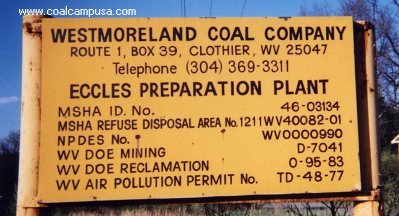 www.coalcampusa.com
WESTMORELAND COAL COMPANY
ROUTE 1, BOX 39, CLOTHIER, WV 25047
Telephone (304) 369-3311
ECCLES PREPARATION PLANT
MSHA ID. No. 46-03134
MSHA REFUSE DISPOSAL AREA No. 1211WV40082-01
NPDES No. WV0000990
WV DOE MINING D-7041
WV DOE RECLAMATION O-95-83
WV AIR POLLUTION PERMIT No. TD-48-77